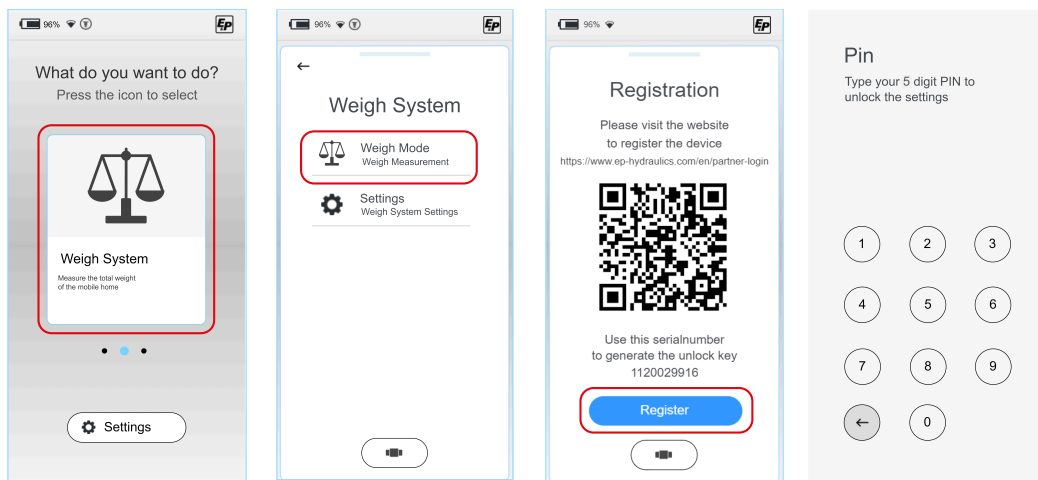 96%
EP
What do you want to do?
Press the icon to select
Weigh System
Measure the total weight
of the mobile home
Settings
96%
EP
Weigh System
Weigh Mode
Weigh Measurement
Settings
Weigh System Settings
96%
EP
Registration
Please visit the website
to register the device
https://www.ep-hydraulics.com/en/partner-login
Use this serialnumber
to generate the unlock key
1120029916
Register
Pin
Type your 5 digit PIN to
unlock the settings
1 2 3
4 5 6
7 8 9
0